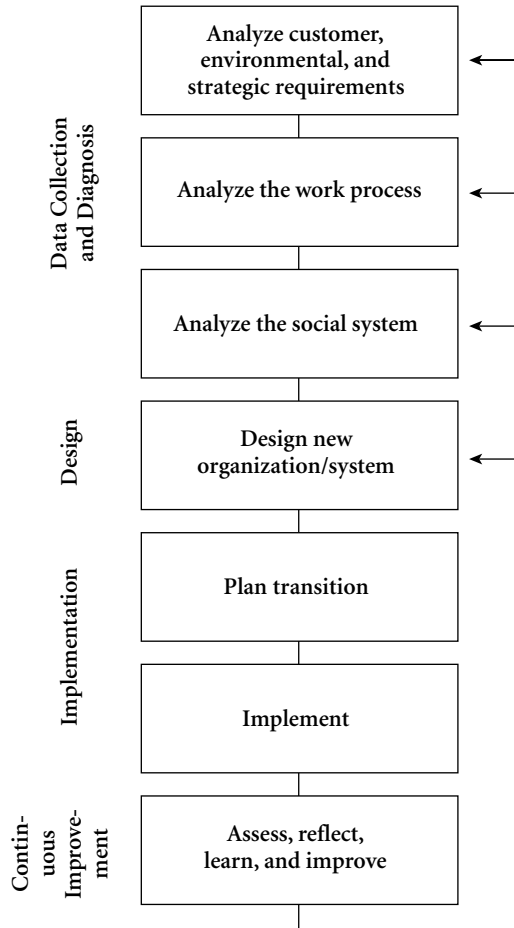 Analyze customer,
environmental, and
strategic requirements
Data Collection
and Diagnosis
Analyze the work process
Analyze the social system
Design
Design new
organization/system
Implementation
Plan transition
Implement
Contin-
uous
Improve-
ment
Assess, reflect,
learn, and improve